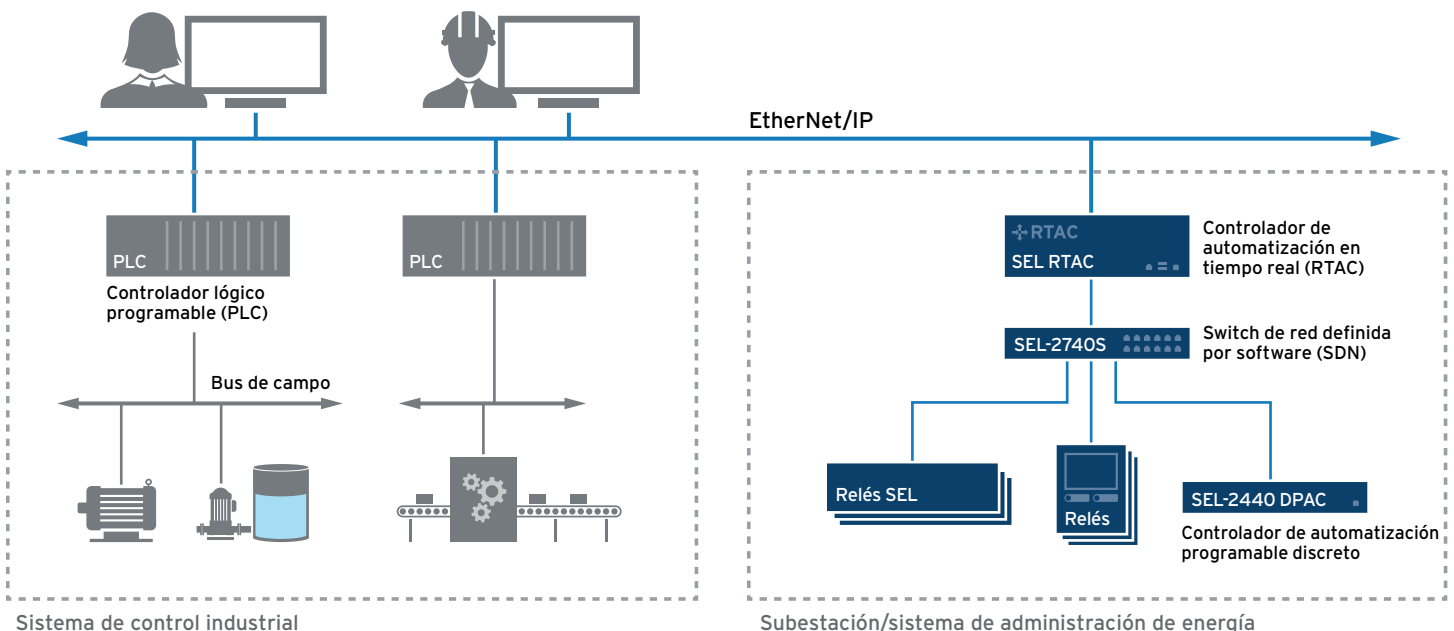 EtherNet/IP
PLC
Controlador lógico
programable (PLC)
Bus de campo
PLC
Sistema de control industrial
RTAC
SEL RTAC
Controlador de
automatización en
tiempo real (RTAC)
SEL-2740S
Switch de red definida
por software (SDN)
Relés SEL
Relés
SEL-2440 DPAC
Controlador de automatización
programable discreto
Subestación/sistema de administración de energía